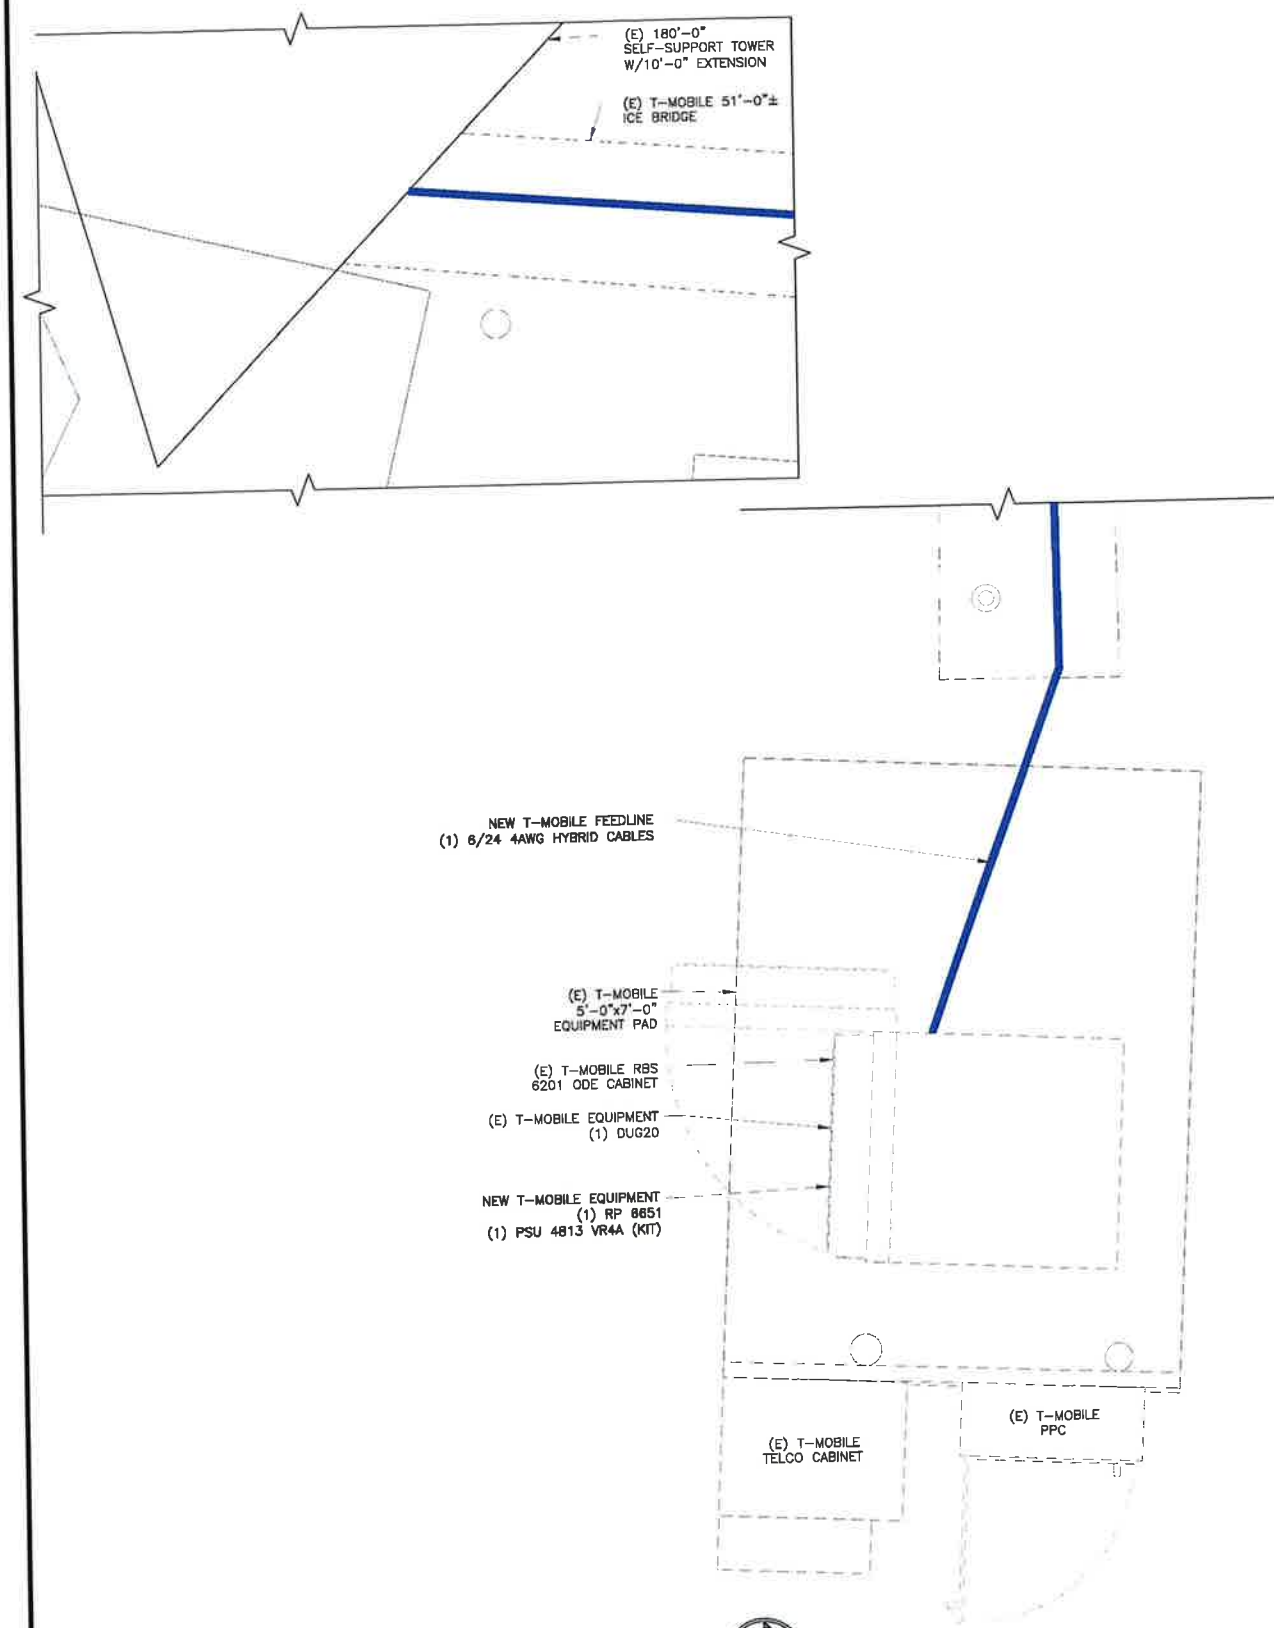 (E) 180'-0"
SELF-SUPPORT TOWER
W/10'-0" EXTENSION
(E) T-MOBILE 51'-0"±
ICE BRIDGE
NEW T-MOBILE FEEDLINE
(1) 6/24 4AWG HYBRID CABLES
(E) T-MOBILE
5'-0"x7'-0"
EQUIPMENT PAD
(E) T-MOBILE RBS
6201 ODE CABINET
(E) T-MOBILE EQUIPMENT
(1) DUG20
NEW T-MOBILE EQUIPMENT
(1) RP 6651
(1) PSU 4813 VR4A (KIT)
(E) T-MOBILE
TELCO CABINET
(E) T-MOBILE
PPC